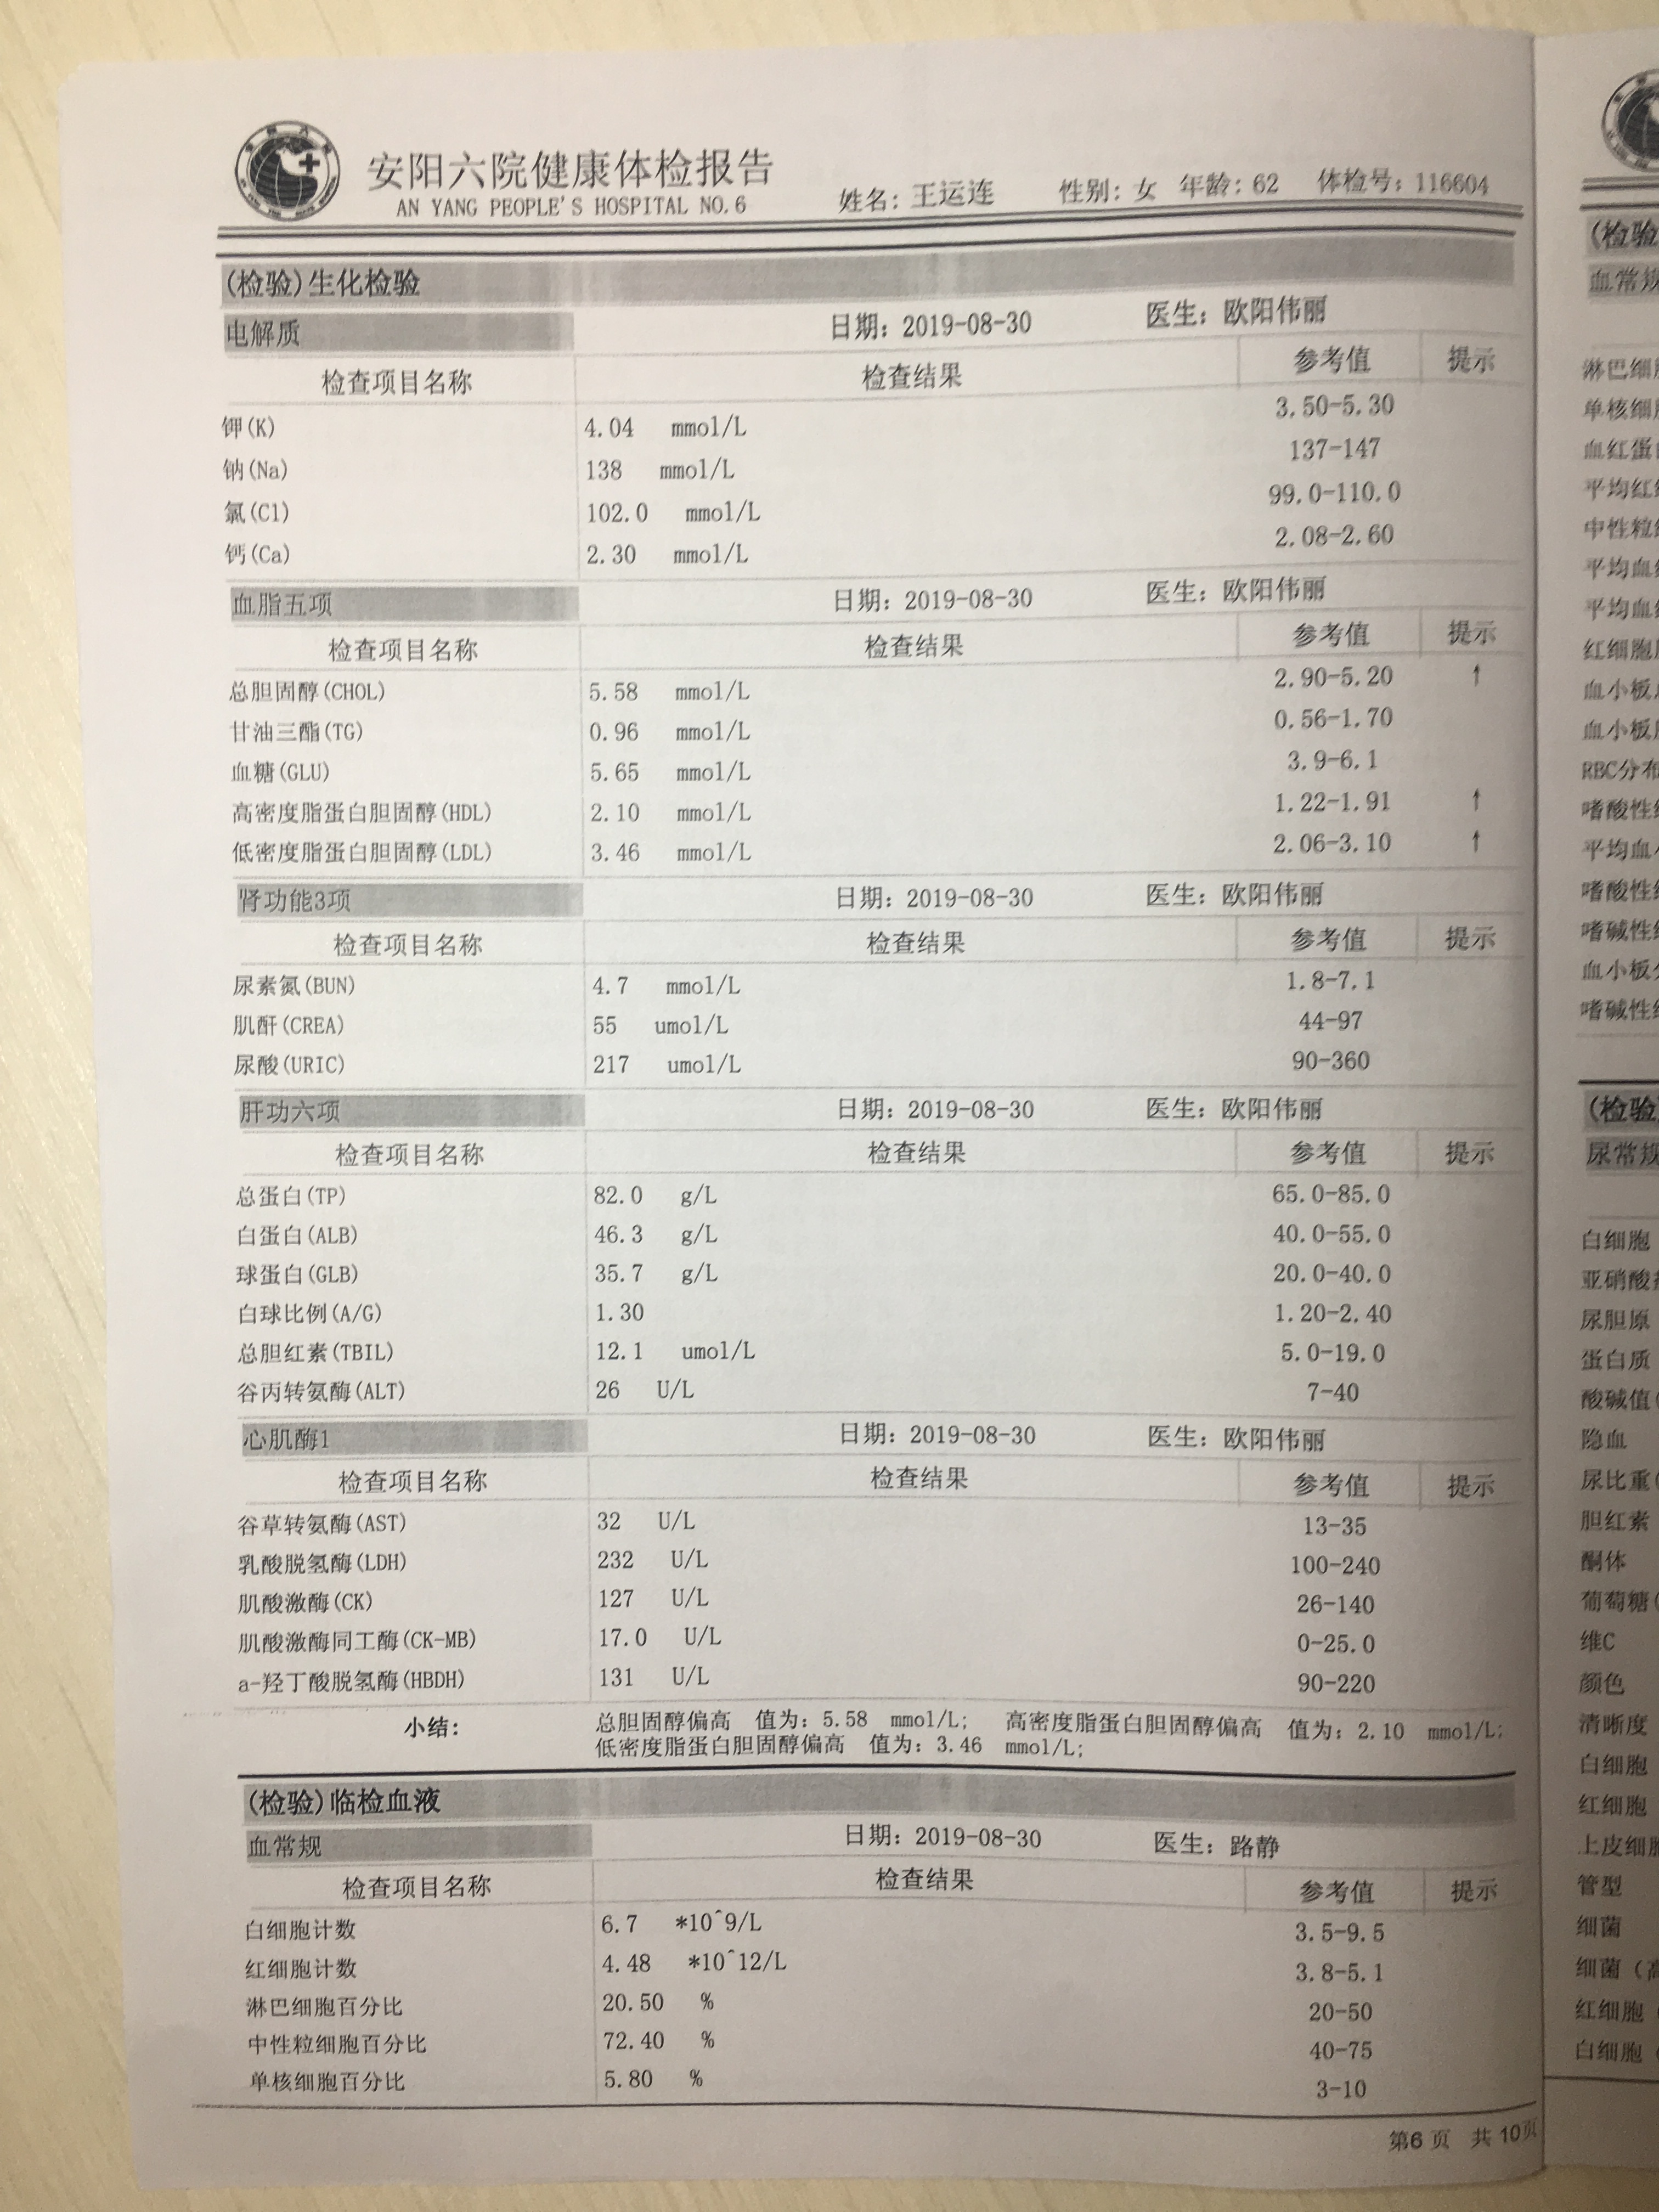 安阳六院健康体检报告
AN YANG PEOPLE'S HOSPITAL NO.6
姓名: 王运连 性别: 女 年龄: 62 体检号: 116604
(检验)生化检验
电解质 日期: 2019-08-30 医生: 欧阳伟丽
检查项目名称 检查结果 参考值 提示
钾(K) 4.04 mmol/L 3.50-5.30
钠(Na) 138 mmol/L 137-147
氯(Cl) 102.0 mmol/L 99.0-110.0
钙(Ca) 2.30 mmol/L 2.08-2.60
血脂五项 日期: 2019-08-30 医生: 欧阳伟丽
检查项目名称 检查结果 参考值 提示
总胆固醇(CHOL) 5.58 mmol/L 2.90-5.20 ↑
甘油三酯(TG) 0.96 mmol/L 0.56-1.70
血糖(GLU) 5.65 mmol/L 3.9-6.1
高密度脂蛋白胆固醇(HDL) 2.10 mmol/L 1.22-1.91 ↑
低密度脂蛋白胆固醇(LDL) 3.46 mmol/L 2.06-3.10 ↑
肾功能3项 日期: 2019-08-30 医生: 欧阳伟丽
检查项目名称 检查结果 参考值 提示
尿素氮(BUN) 4.7 mmol/L 1.8-7.1
肌酐(CREA) 55 umol/L 44-97
尿酸(URIC) 217 umol/L 90-360
肝功六项 日期: 2019-08-30 医生: 欧阳伟丽
检查项目名称 检查结果 参考值 提示
总蛋白(TP) 82.0 g/L 65.0-85.0
白蛋白(ALB) 46.3 g/L 40.0-55.0
球蛋白(GLB) 35.7 g/L 20.0-40.0
白球比例(A/G) 1.30 1.20-2.40
总胆红素(TBIL) 12.1 umol/L 5.0-19.0
谷丙转氨酶(ALT) 26 U/L 7-40
心肌酶1 日期: 2019-08-30 医生: 欧阳伟丽
检查项目名称 检查结果 参考值 提示
谷草转氨酶(AST) 32 U/L 13-35
乳酸脱氢酶(LDH) 232 U/L 100-240
肌酸激酶(CK) 127 U/L 26-140
肌酸激酶同工酶(CK-MB) 17.0 U/L 0-25.0
a-羟丁酸脱氢酶(HBDH) 131 U/L 90-220
小结: 总胆固醇偏高 值为: 5.58 mmol/L; 高密度脂蛋白胆固醇偏高 值为: 2.10 mmol/L;
低密度脂蛋白胆固醇偏高 值为: 3.46 mmol/L;
(检验)临检血液
血常规 日期: 2019-08-30 医生: 路静
检查项目名称 检查结果 参考值 提示
白细胞计数 6.7 *10^9/L 3.5-9.5
红细胞计数 4.48 *10^12/L 3.8-5.1
淋巴细胞百分比 20.50 % 20-50
中性粒细胞百分比 72.40 % 40-75
单核细胞百分比 5.80 % 3-10
第6 页 共 10页
(检验
血常规
淋巴细
单核细
血红蛋
平均红
中性粒
平均血
平均血
红细胞
血小板
血小板
RBC分布
嗜酸性
平均血
嗜酸性
嗜碱性
血小板
嗜碱性
(检验
尿常规
白细胞
亚硝酸
尿胆原
蛋白质
酸碱值
隐血
尿比重
胆红素
酮体
葡萄糖
维C
颜色
清晰度
白细胞
红细胞
上皮细
管型
细菌
细菌(高
红细胞
白细胞